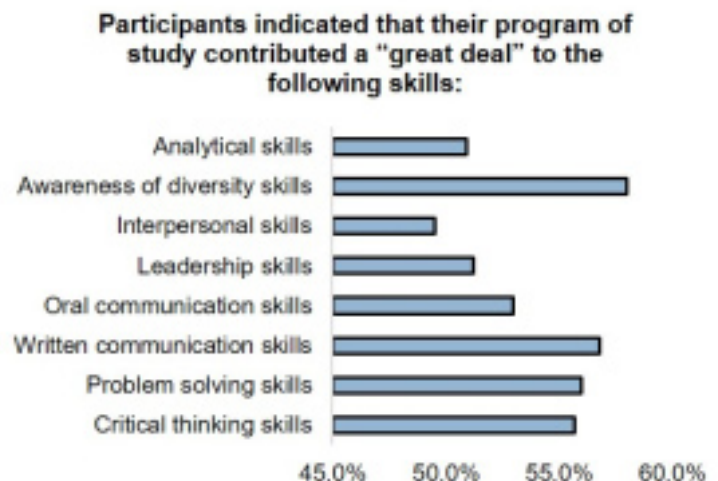 Participants indicated that their program of
study contributed a “great deal” to the
following skills:
Analytical skills
Awareness of diversity skills
Interpersonal skills
Leadership skills
Oral communication skills
Written communication skills
Problem solving skills
Critical thinking skills
45.0% 50.0% 55.0% 60.0%